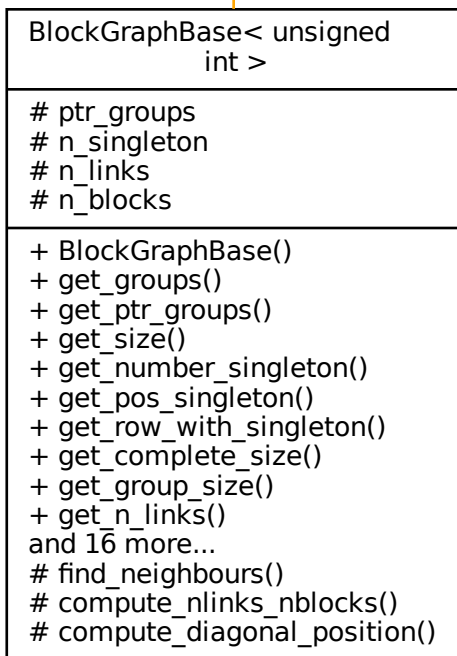 BlockGraphBase< unsigned
int >
# ptr_groups
# n_singleton
# n_links
# n_blocks
+ BlockGraphBase()
+ get_groups()
+ get_ptr_groups()
+ get_size()
+ get_number_singleton()
+ get_pos_singleton()
+ get_row_with_singleton()
+ get_complete_size()
+ get_group_size()
+ get_n_links()
and 16 more...
# find_neighbours()
# compute_nlinks_nblocks()
# compute_diagonal_position()